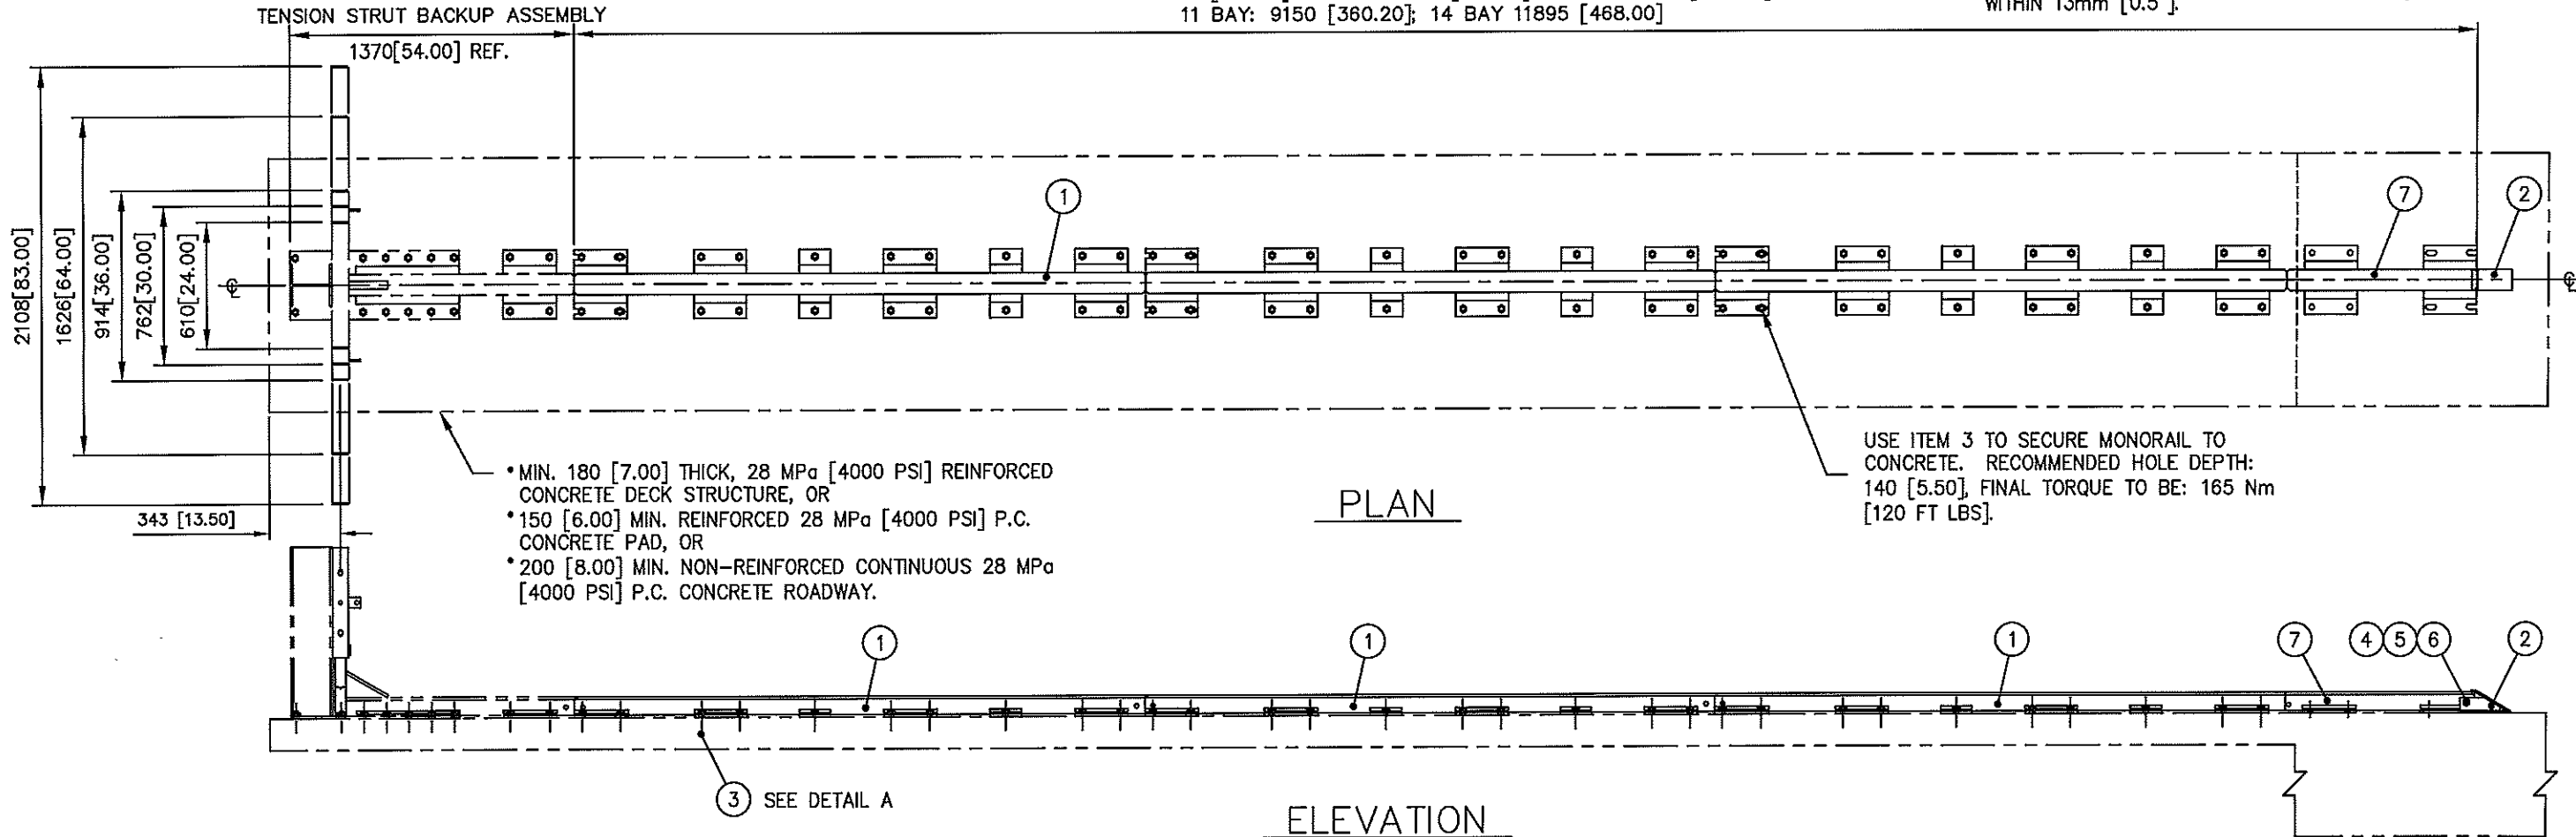 TENSION STRUT BACKUP ASSEMBLY
11 BAY: 9150 [360.20]; 14 BAY 11895 [468.00]
WITHIN 13mm [0.5"].
1370[54.00] REF.
2108[83.00]
1626[64.00]
914[36.00]
762[30.00]
610[24.00]
1
7
2
343 [13.50]
•MIN. 180 [7.00] THICK, 28 MPa [4000 PSI] REINFORCED
CONCRETE DECK STRUCTURE, OR
•150 [6.00] MIN. REINFORCED 28 MPa [4000 PSI] P.C.
CONCRETE PAD, OR
•200 [8.00] MIN. NON-REINFORCED CONTINUOUS 28 MPa
[4000 PSI] P.C. CONCRETE ROADWAY.
PLAN
USE ITEM 3 TO SECURE MONORAIL TO
CONCRETE. RECOMMENDED HOLE DEPTH:
140 [5.50], FINAL TORQUE TO BE: 165 Nm
[120 FT LBS].
1
1
1
7
4
5
6
2
3 SEE DETAIL A
ELEVATION